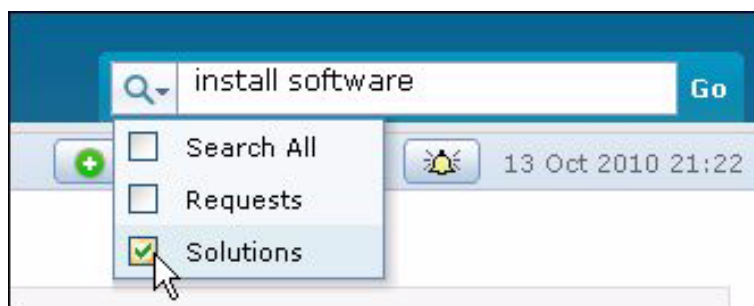 install software
Go
Search All
13 Oct 2010 21:22
Requests
Solutions